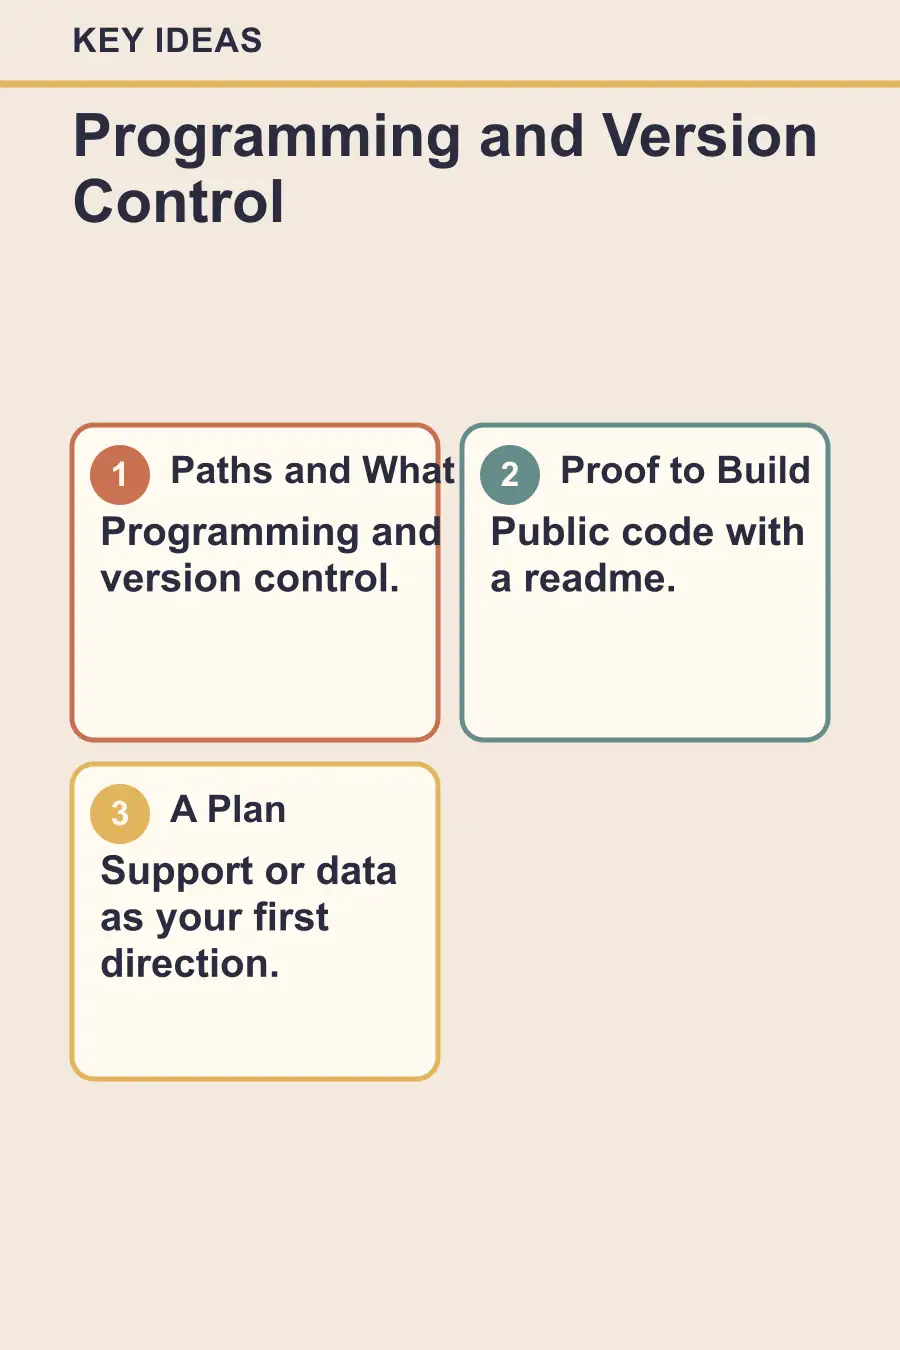 KEY IDEAS
Programming and Version
Control
1 Paths and What
Programming and
version control.
2 Proof to Build
Public code with
a readme.
3 A Plan
Support or data
as your first
direction.